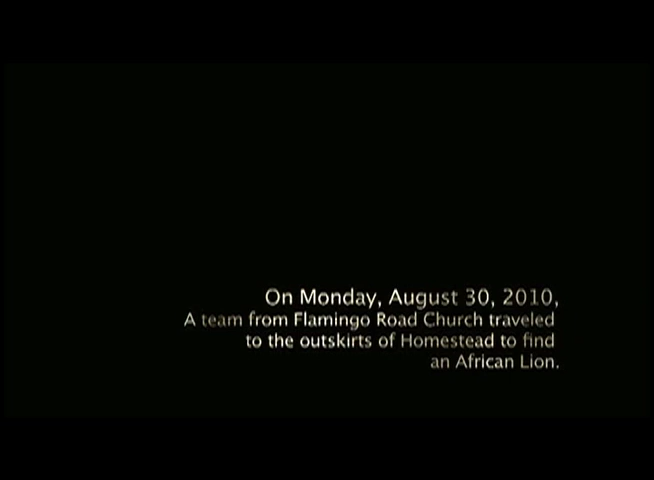 On Monday, August 30, 2010,
A team from Flamingo Road Church traveled
to the outskirts of Homestead to find
an African Lion.